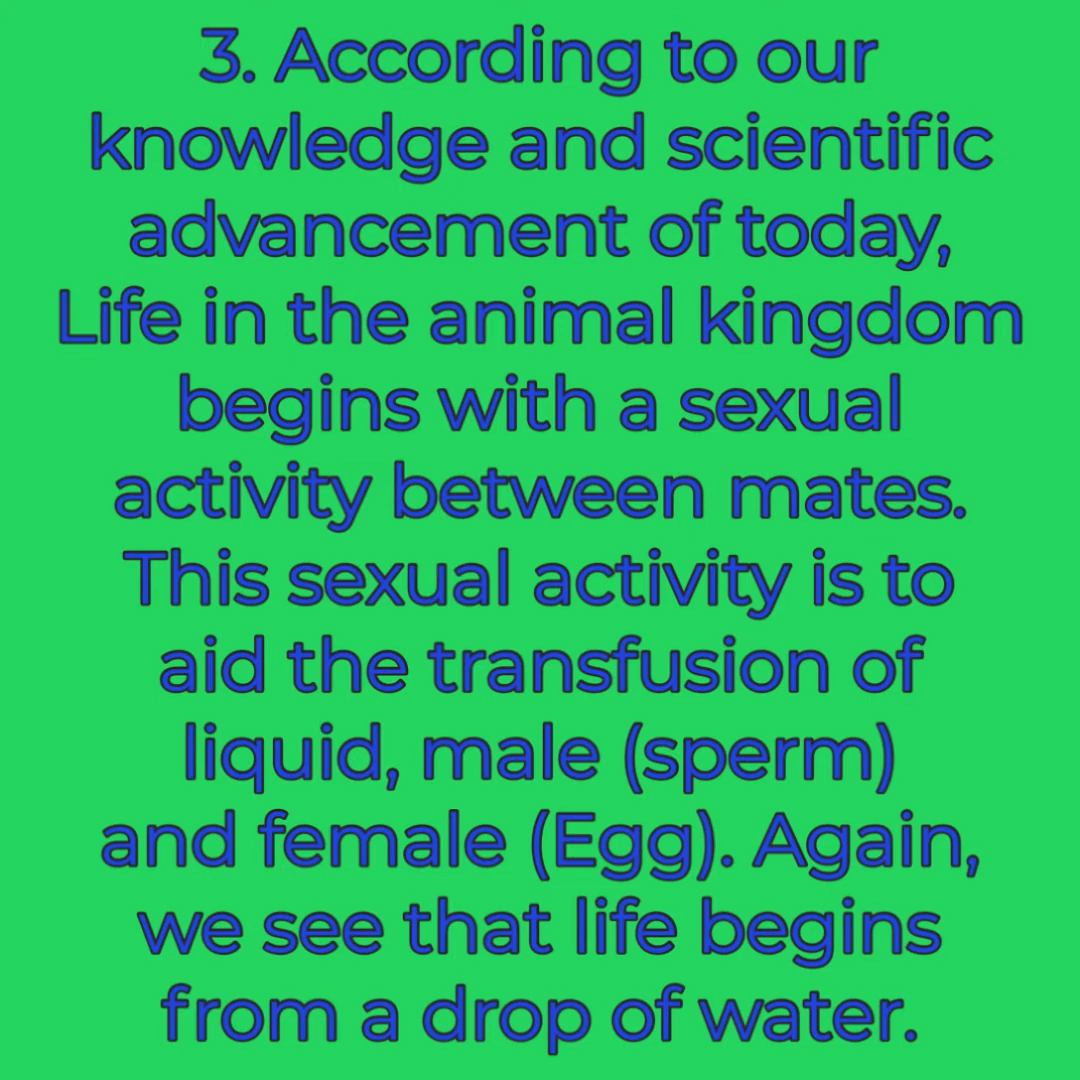 3. According to our
knowledge and scientific
advancement of today,
Life in the animal kingdom
begins with a sexual
activity between mates.
This sexual activity is to
aid the transfusion of
liquid, male (sperm)
and female (Egg). Again,
we see that life begins
from a drop of water.